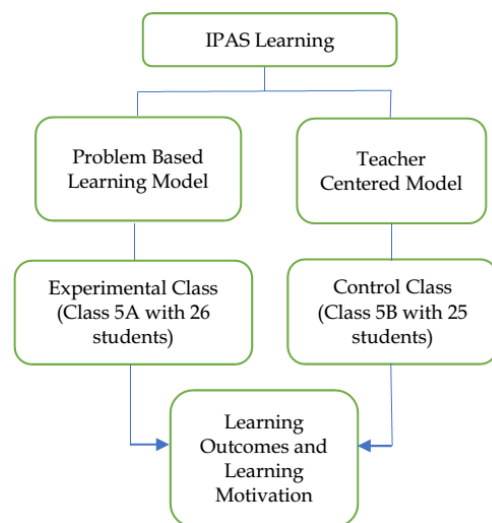 IPAS Learning
Problem Based
Learning Model
Teacher
Centered Model
Experimental Class
(Class 5A with 26
students)
Control Class
(Class 5B with 25
students)
Learning
Outcomes and
Learning
Motivation